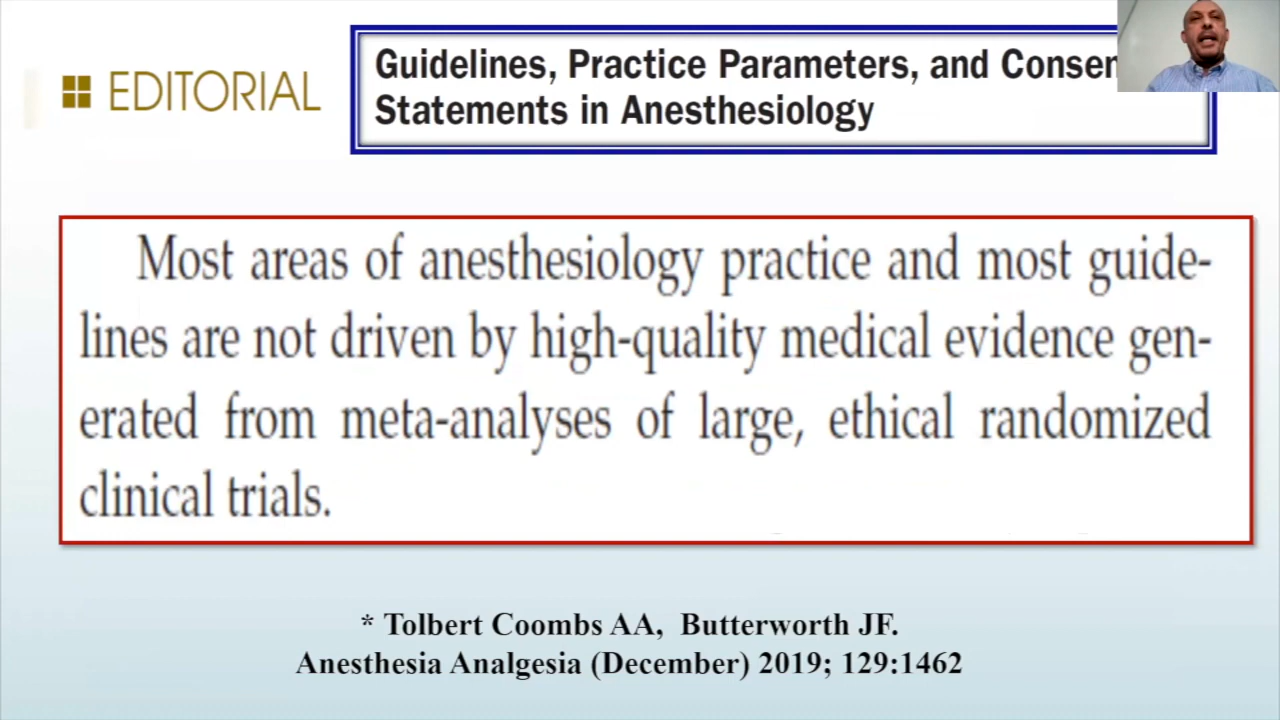 EDITORIAL
Guidelines, Practice Parameters, and
Statements in Anesthesiology
Most areas of anesthesiology practice and most guide-
lines are not driven by high-quality medical evidence gen-
erated from meta-analyses of large, ethical randomized
clinical trials.
* Tolbert Coombs AA, Butterworth JF.
Anesthesia Analgesia (December) 2019; 129:1462